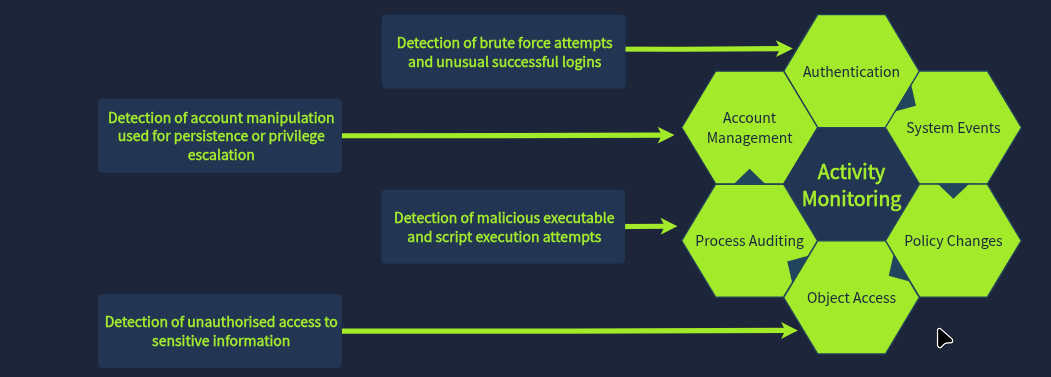 Detection of brute force attempts
and unusual successful logins
Authentication
Detection of account manipulation
used for persistence or privilege
escalation
Account
Management
System Events
Activity
Monitoring
Detection of malicious executable
and script execution attempts
Process Auditing
Policy Changes
Object Access
Detection of unauthorised access to
sensitive information